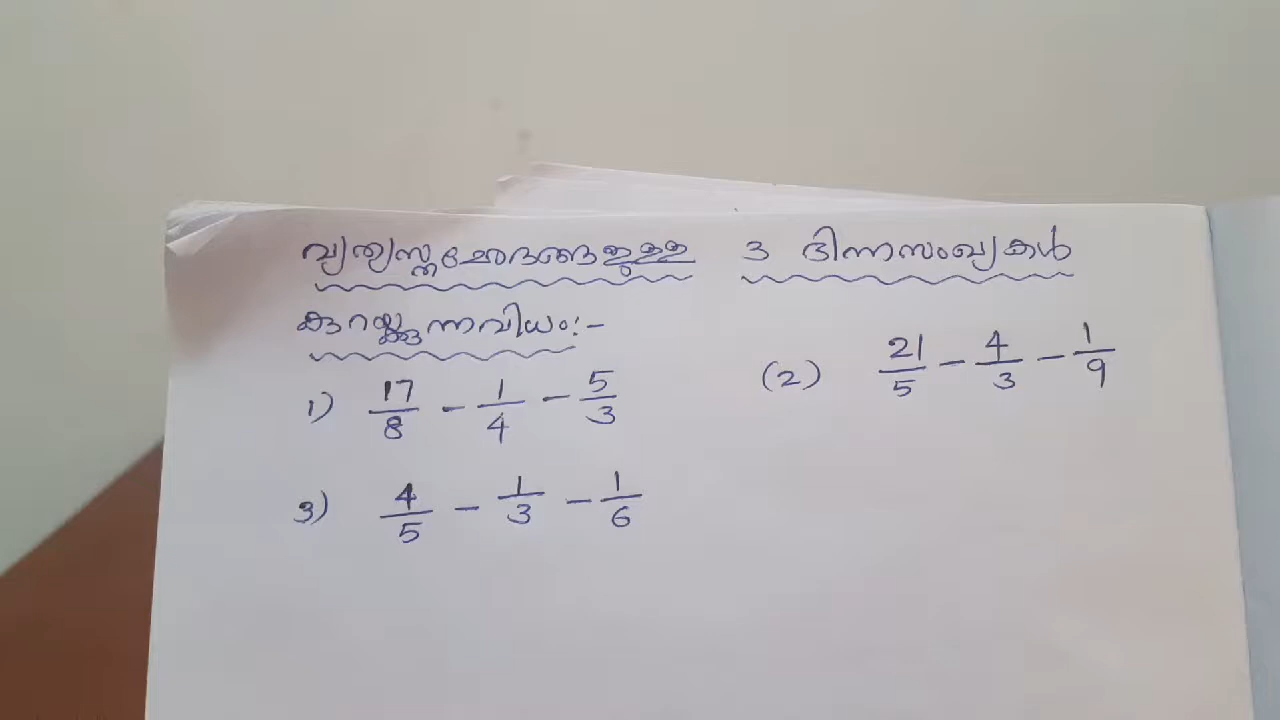 വ്യത്യസ്ത ഛേദങ്ങളുള്ള 3 ഭിന്നസംഖ്യകൾ
കുറയ്ക്കുന്നവിധം:-
1) 17/8 - 1/4 - 5/3
(2) 21/5 - 4/3 - 1/9
3) 4/5 - 1/3 - 1/6